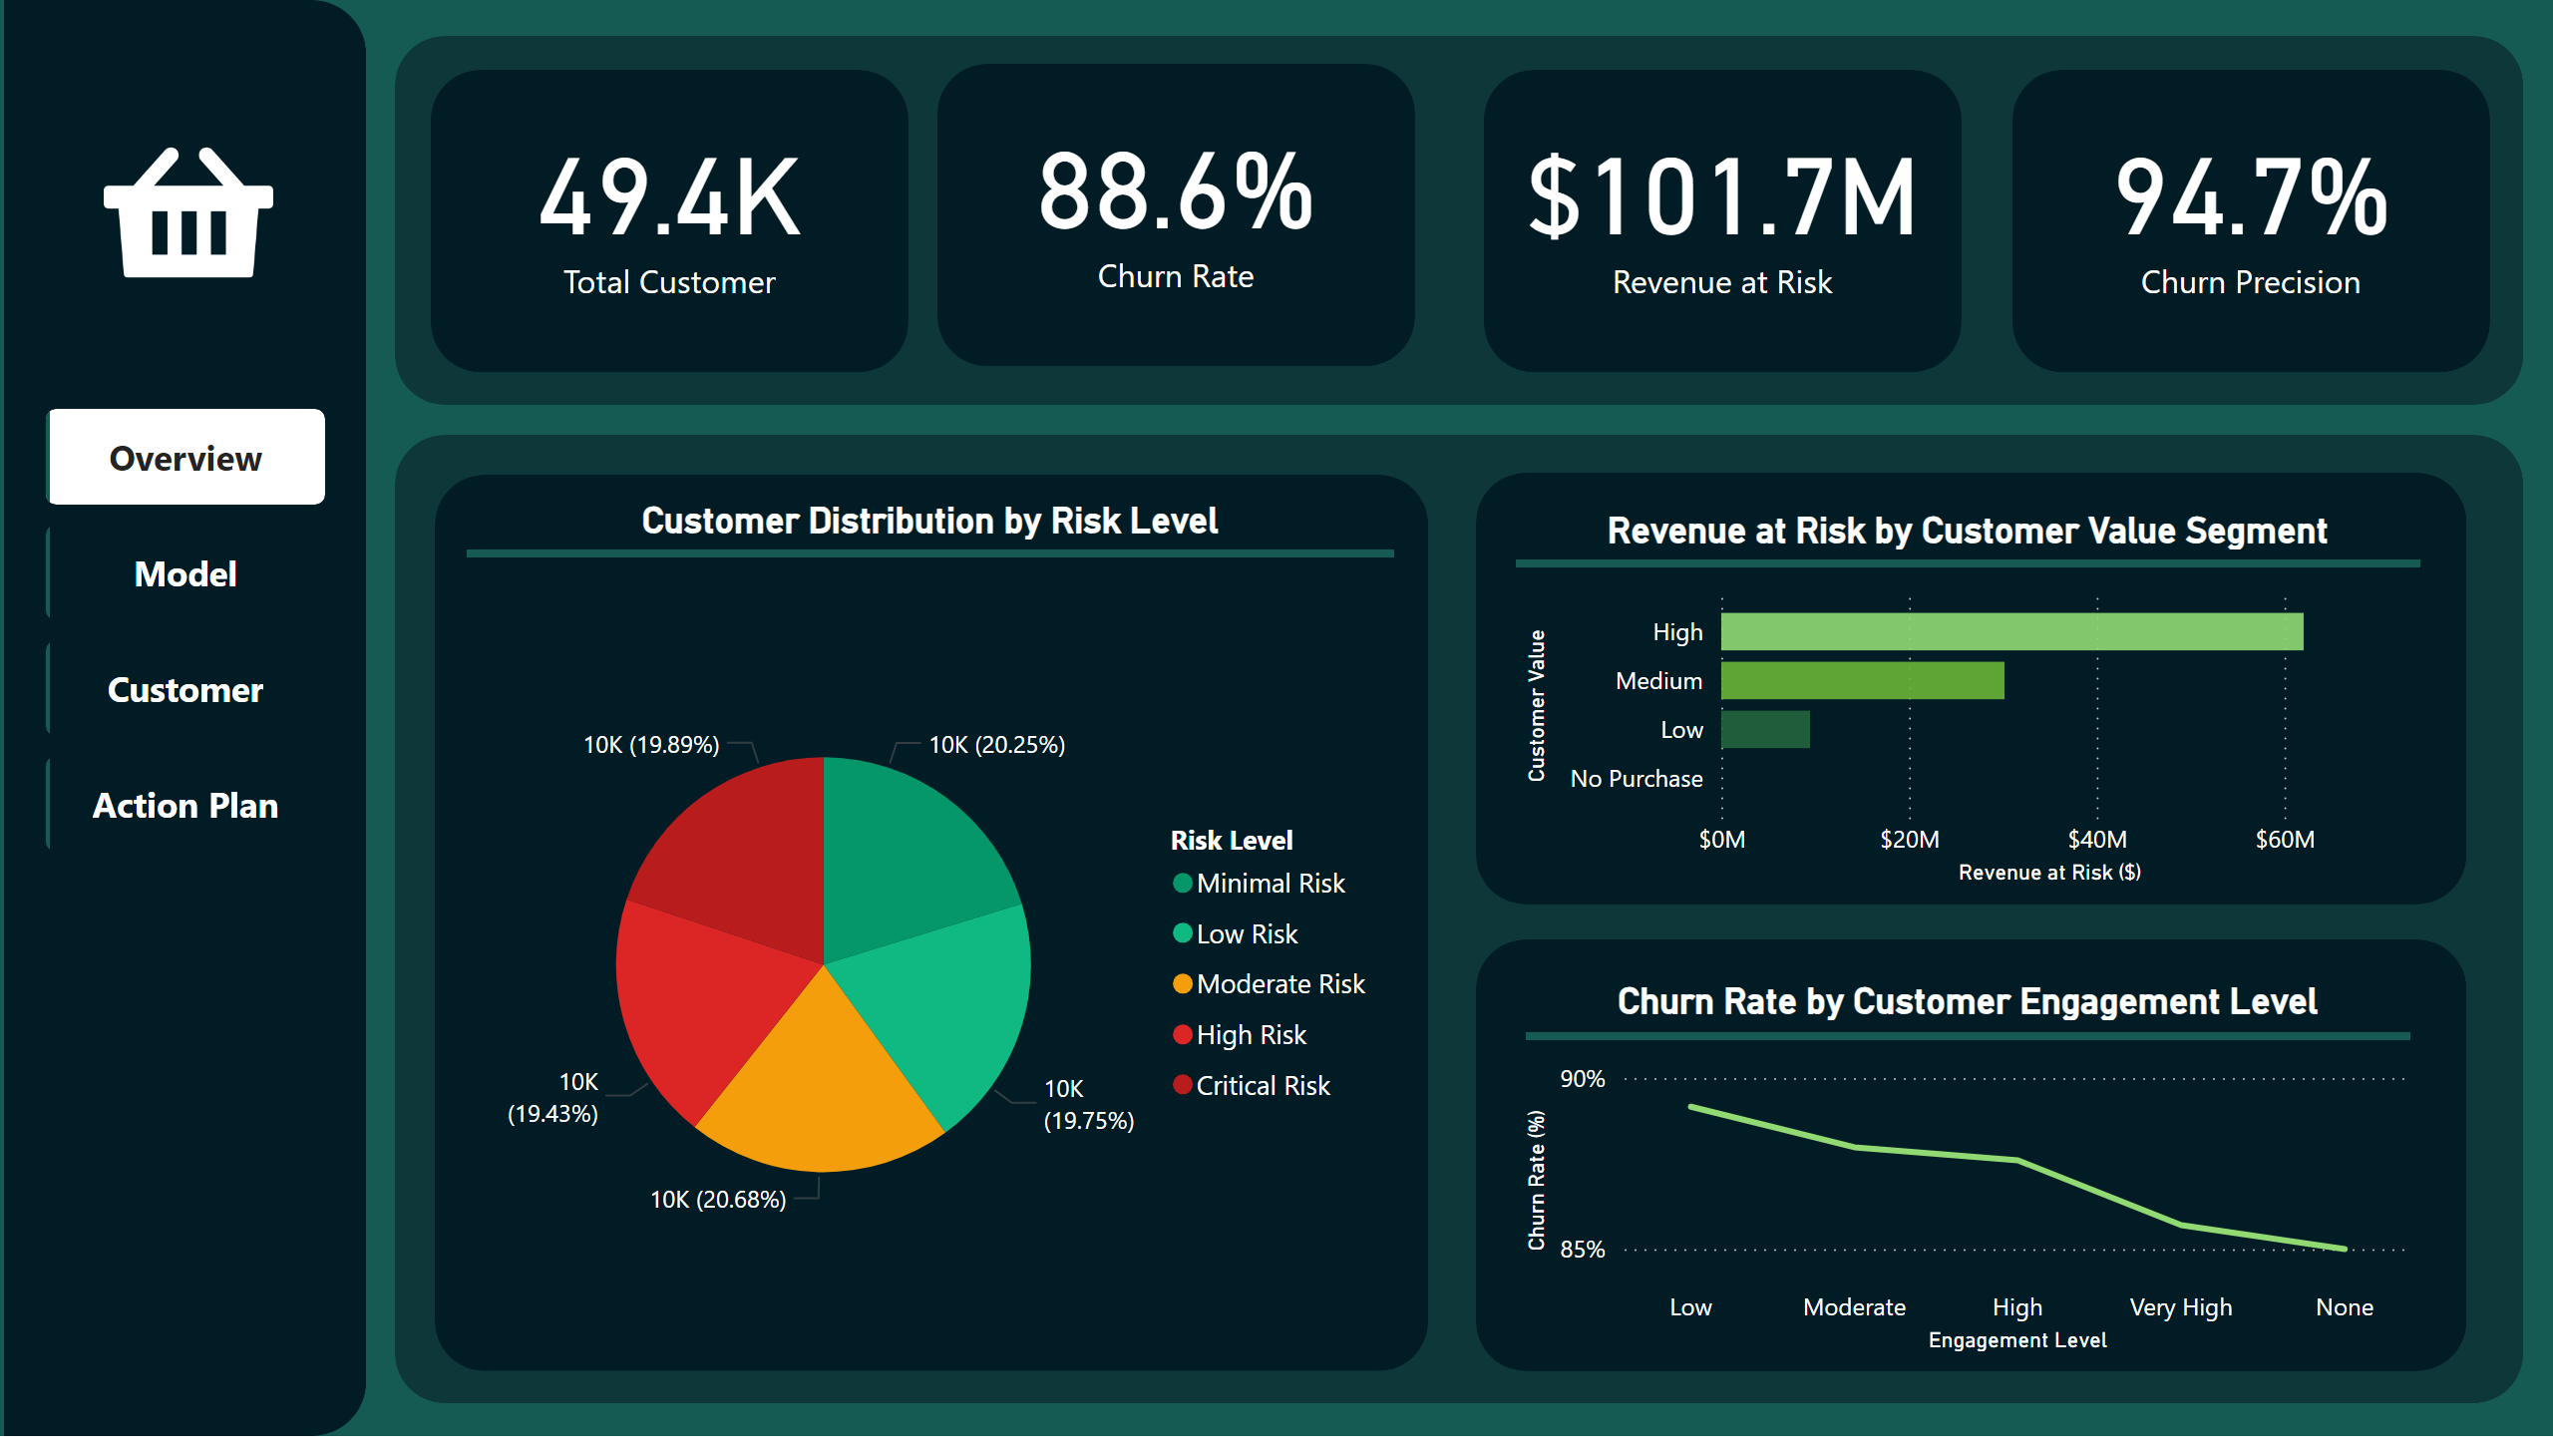 49.4K
Total Customer
88.6%
Churn Rate
$101.7M
Revenue at Risk
94.7%
Churn Precision
Overview
Model
Customer
Action Plan
Customer Distribution by Risk Level
10K (19.89%)
10K (20.25%)
10K
(19.43%)
10K
(19.75%)
10K (20.68%)
Risk Level
Minimal Risk
Low Risk
Moderate Risk
High Risk
Critical Risk
Revenue at Risk by Customer Value Segment
Customer Value
High
Medium
Low
No Purchase
$0M $20M $40M $60M
Revenue at Risk ($)
Churn Rate by Customer Engagement Level
Churn Rate (%)
90%
85%
Low Moderate High Very High None
Engagement Level